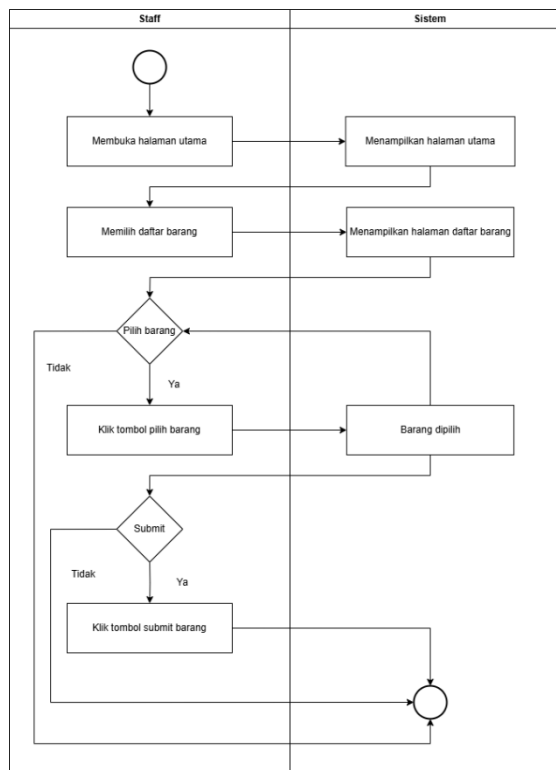 Staff
Sistem
Membuka halaman utama
Menampilkan halaman utama
Memilih daftar barang
Menampilkan halaman daftar barang
Pilih barang
Tidak
Ya
Klik tombol pilih barang
Barang dipilih
Submit
Tidak
Ya
Klik tombol submit barang